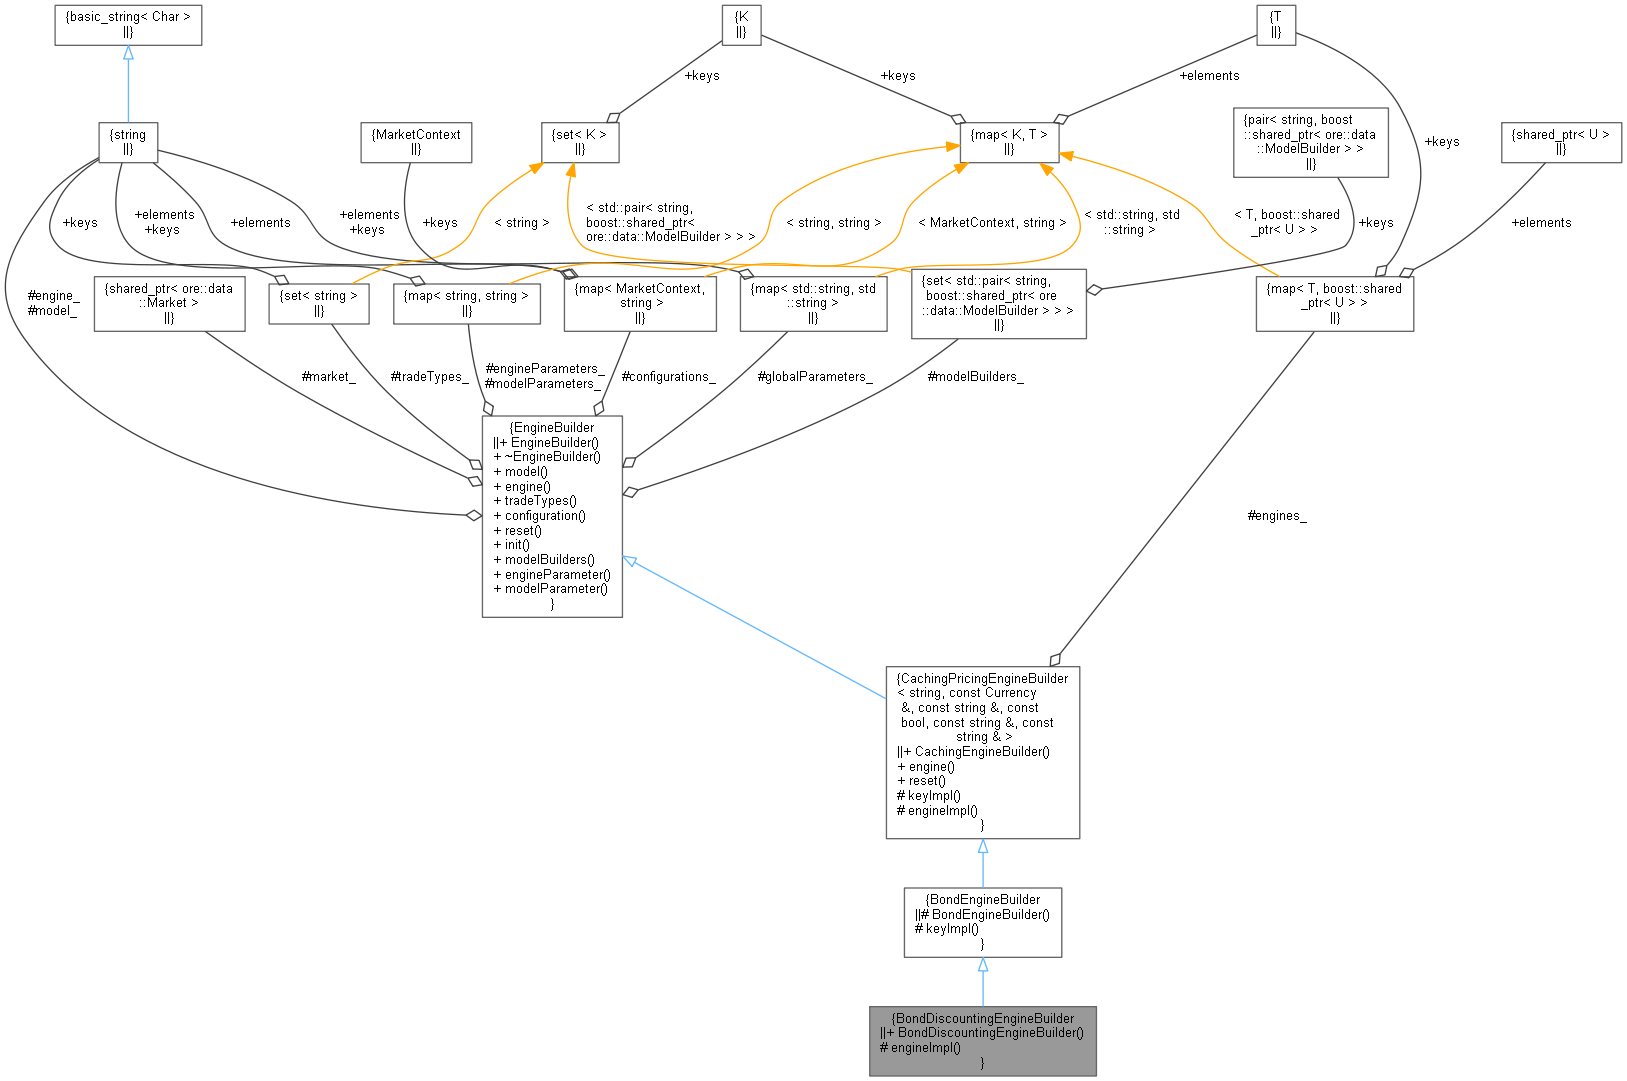 {basic_string< Char >
||}
{K
||}
{T
||}
+keys
+keys
+elements
{string
||}
{MarketContext
||}
{set< K >
||}
{map< K, T >
||}
{pair< string, boost
::shared_ptr< ore::data
::ModelBuilder > >
||}
+keys
{shared_ptr< U >
||}
+keys
+elements
+keys
+elements
+elements
+keys
+keys
< string >
< std::pair< string,
boost::shared_ptr<
ore::data::ModelBuilder > > >
< string, string >
< MarketContext, string >
< std::string, std
::string >
< T, boost::shared
_ptr< U > >
+keys
+elements
#engine_
#model_
{shared_ptr< ore::data
::Market >
||}
{set< string >
||}
{map< string, string >
||}
{map< MarketContext,
string >
||}
{map< std::string, std
::string >
||}
{set< std::pair< string,
boost::shared_ptr< ore
::data::ModelBuilder > > >
||}
{map< T, boost::shared
_ptr< U > >
||}
#market_
#tradeTypes_
#engineParameters_
#modelParameters_
#configurations_
#globalParameters_
#modelBuilders_
{EngineBuilder
||+ EngineBuilder()
+ ~EngineBuilder()
+ model()
+ engine()
+ tradeTypes()
+ configuration()
+ reset()
+ init()
+ modelBuilders()
+ engineParameter()
+ modelParameter()
}
#engines_
{CachingPricingEngineBuilder
< string, const Currency
&, const string &, const
bool, const string &, const
string & >
||+ CachingEngineBuilder()
+ engine()
+ reset()
# keyImpl()
# engineImpl()
}
{BondEngineBuilder
||# BondEngineBuilder()
# keyImpl()
}
{BondDiscountingEngineBuilder
||+ BondDiscountingEngineBuilder()
# engineImpl()
}